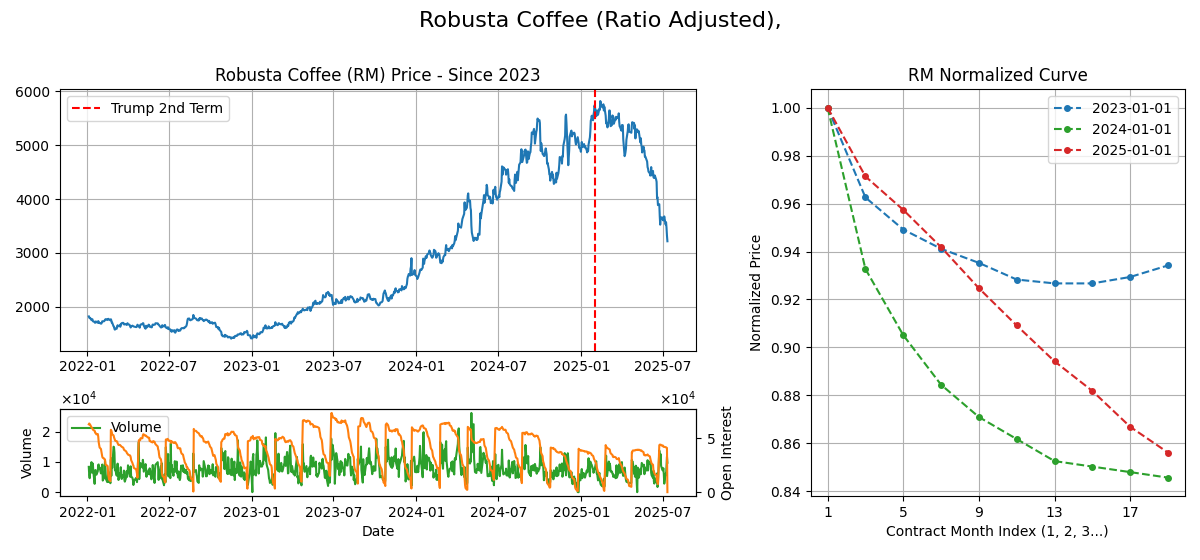 Robusta Coffee (Ratio Adjusted),
Robusta Coffee (RM) Price - Since 2023
6000
5000
4000
3000
2000
Trump 2nd Term
2022-01 2022-07 2023-01 2023-07 2024-01 2024-07 2025-01 2025-07
×10⁴ ×10⁴
Volume
2
1
0
Volume
5
0
Open Interest
2022-01 2022-07 2023-01 2023-07 2024-01 2024-07 2025-01 2025-07
Date
RM Normalized Curve
2023-01-01
2024-01-01
2025-01-01
Normalized Price
1.00
0.98
0.96
0.94
0.92
0.90
0.88
0.86
0.84
1 5 9 13 17
Contract Month Index (1, 2, 3...)